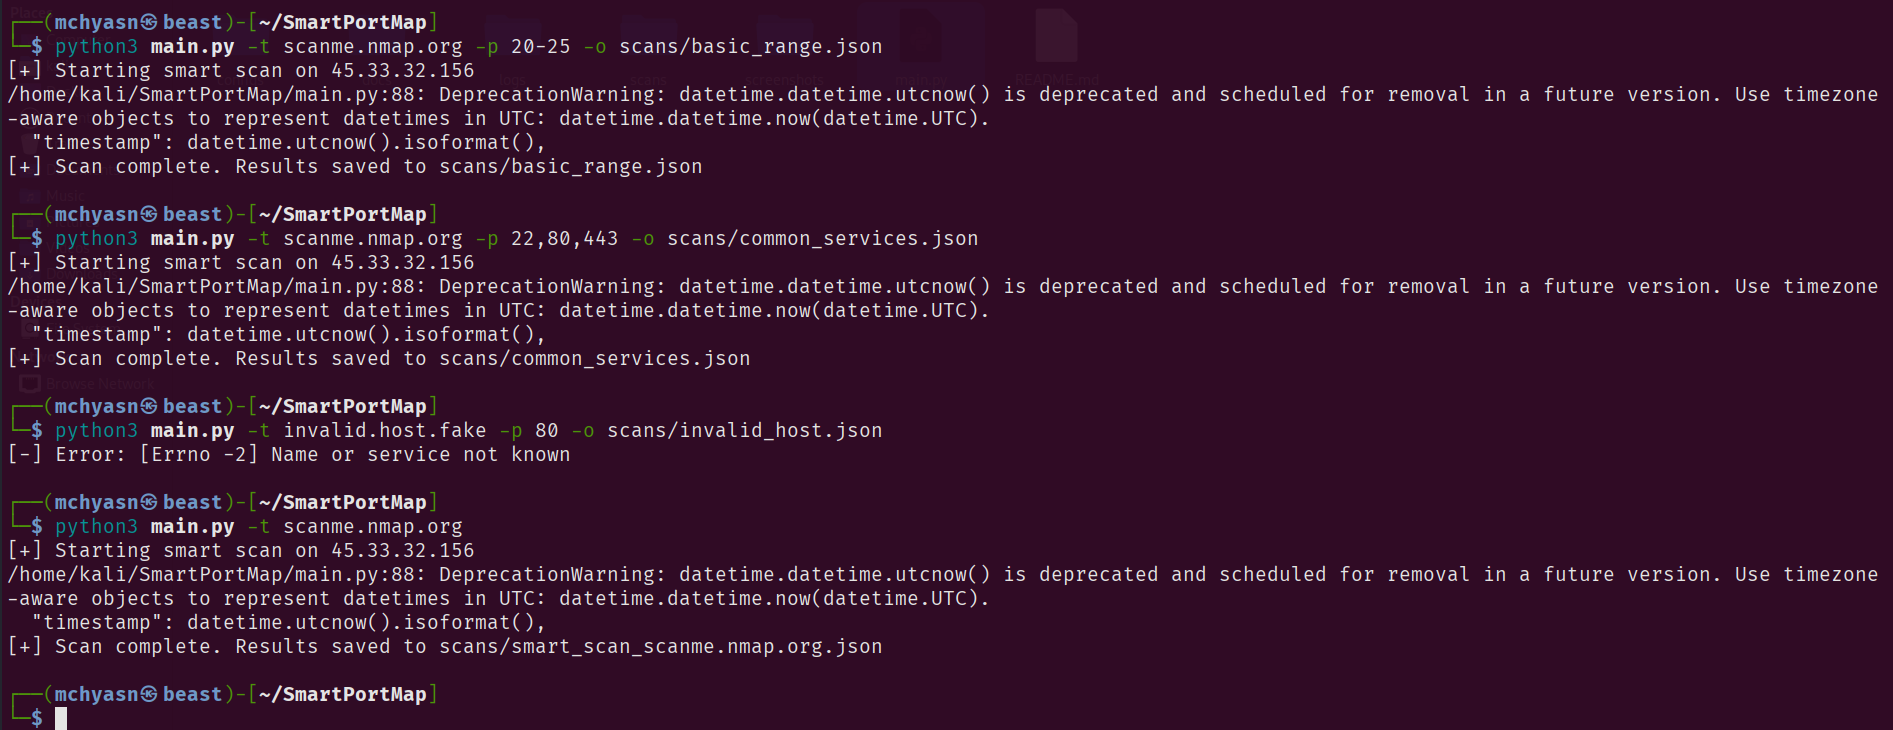 ┌──(mchyasn㉿beast)-[~/SmartPortMap]
└─$ python3 main.py -t scanme.nmap.org -p 20-25 -o scans/basic_range.json
[+] Starting smart scan on 45.33.32.156
/home/kali/SmartPortMap/main.py:88: DeprecationWarning: datetime.datetime.utcnow() is deprecated and scheduled for removal in a future version. Use timezone
-aware objects to represent datetimes in UTC: datetime.datetime.now(datetime.UTC).
  "timestamp": datetime.utcnow().isoformat(),
[+] Scan complete. Results saved to scans/basic_range.json
┌──(mchyasn㉿beast)-[~/SmartPortMap]
└─$ python3 main.py -t scanme.nmap.org -p 22,80,443 -o scans/common_services.json
[+] Starting smart scan on 45.33.32.156
/home/kali/SmartPortMap/main.py:88: DeprecationWarning: datetime.datetime.utcnow() is deprecated and scheduled for removal in a future version. Use timezone
-aware objects to represent datetimes in UTC: datetime.datetime.now(datetime.UTC).
  "timestamp": datetime.utcnow().isoformat(),
[+] Scan complete. Results saved to scans/common_services.json
Browse Network
┌──(mchyasn㉿beast)-[~/SmartPortMap]
└─$ python3 main.py -t invalid.host.fake -p 80 -o scans/invalid_host.json
[-] Error: [Errno -2] Name or service not known
┌──(mchyasn㉿beast)-[~/SmartPortMap]
└─$ python3 main.py -t scanme.nmap.org
[+] Starting smart scan on 45.33.32.156
/home/kali/SmartPortMap/main.py:88: DeprecationWarning: datetime.datetime.utcnow() is deprecated and scheduled for removal in a future version. Use timezone
-aware objects to represent datetimes in UTC: datetime.datetime.now(datetime.UTC).
  "timestamp": datetime.utcnow().isoformat(),
[+] Scan complete. Results saved to scans/smart_scan_scanme.nmap.org.json
┌──(mchyasn㉿beast)-[~/SmartPortMap]
└─$